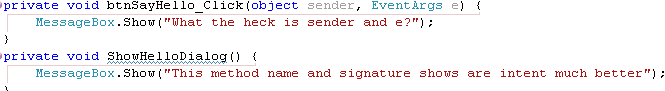 private void btnSayHello_Click(object sender, EventArgs e) {
MessageBox.Show("What the heck is sender and e?");
}
private void ShowHelloDialog() {
MessageBox.Show("This method name and signature shows are intent much better");
}